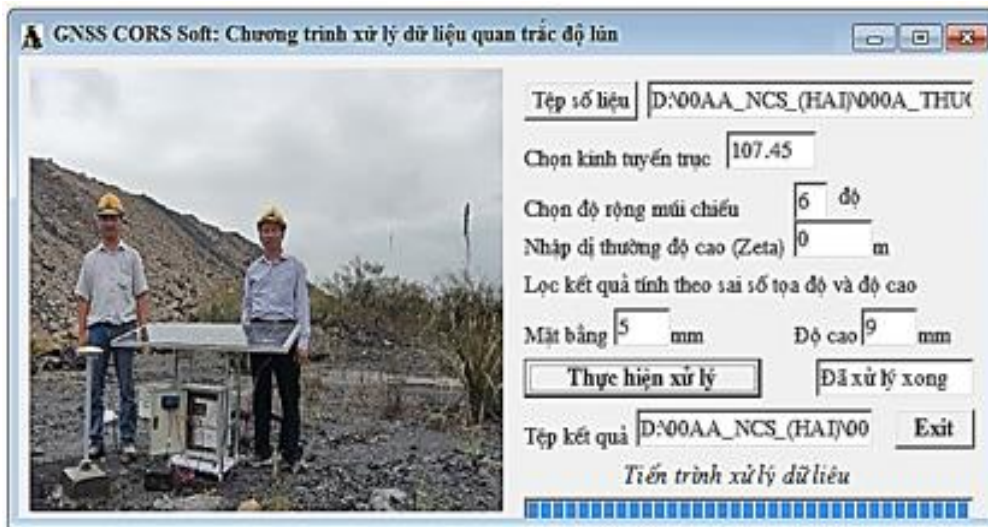 GNSS CORS Soft: Chương trình xử lý dữ liệu quan trắc độ lún
Tệp số liệu D:\00AA_NCS_(HAI)\000A_THU
Chọn kinh tuyến trục 107.45
Chọn độ rộng múi chiếu 6 độ
Nhập dị thường độ cao (Zeta) 0 m
Lọc kết quả tính theo sai số tọa độ và độ cao
Mặt bằng 5 mm Độ cao 9 mm
Thực hiện xử lý Đã xử lý xong
Tệp kết quả D:\00AA_NCS_(HAI)\00 Exit
Tiến trình xử lý dữ liêu